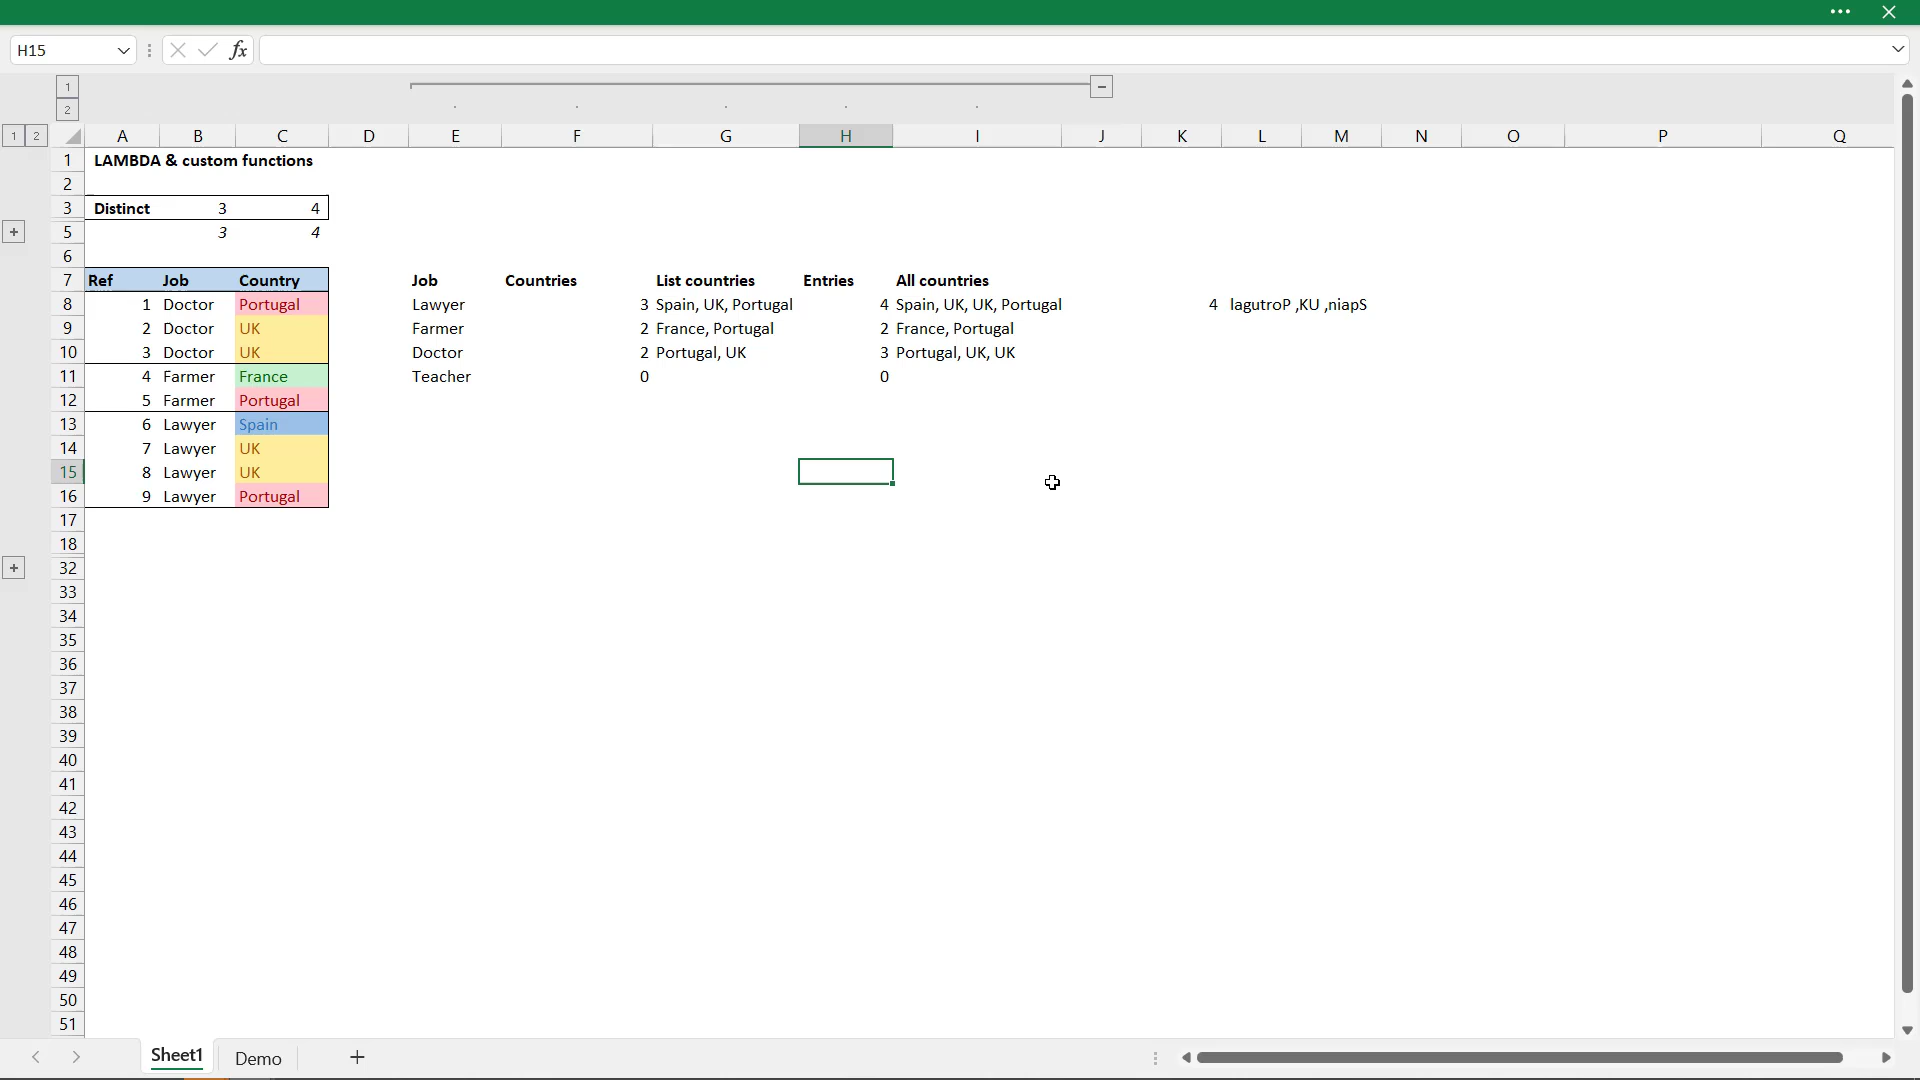 H15 fx
1
2
1 2 A B C D E F G H I J K L M N O P Q
1 LAMBDA & custom functions
2
3 Distinct 3 4
5 3 4
6
7 Ref Job Country Job Countries List countries Entries All countries
8 1 Doctor Portugal Lawyer 3 Spain, UK, Portugal 4 Spain, UK, UK, Portugal 4 lagutroP ,KU ,niapS
9 2 Doctor UK Farmer 2 France, Portugal 2 France, Portugal
10 3 Doctor UK Doctor 2 Portugal, UK 3 Portugal, UK, UK
11 4 Farmer France Teacher 0 0
12 5 Farmer Portugal
13 6 Lawyer Spain
14 7 Lawyer UK
15 8 Lawyer UK
16 9 Lawyer Portugal
17
18
32
33
34
35
36
37
38
39
40
41
42
43
44
45
46
47
48
49
50
51
Sheet1 Demo